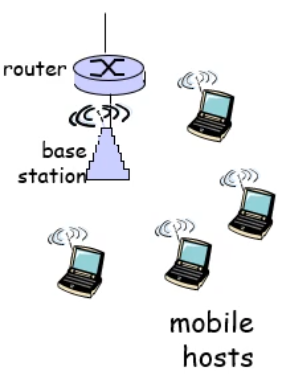 router
base
station
mobile
hosts